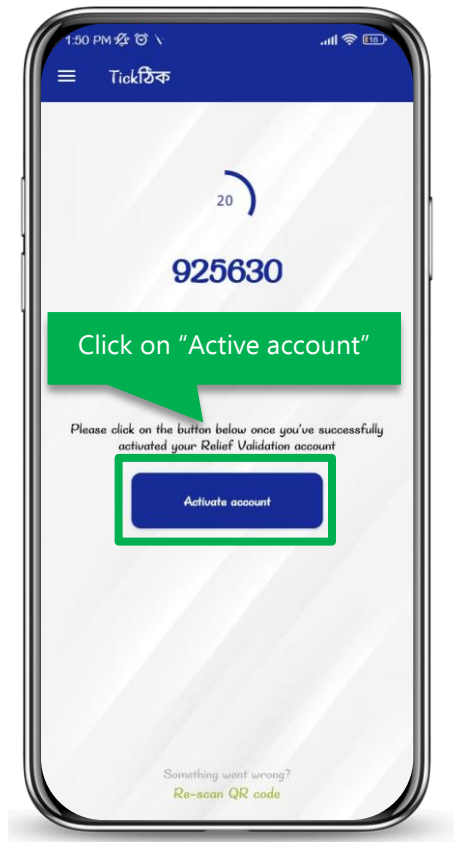 1:50 PM
16
Tickঠিক
20
925630
Click on “Active account”
Please click on the button below once you've successfully
activated your Relief Validation account
Activate account
Something went wrong?
Re-scan QR code